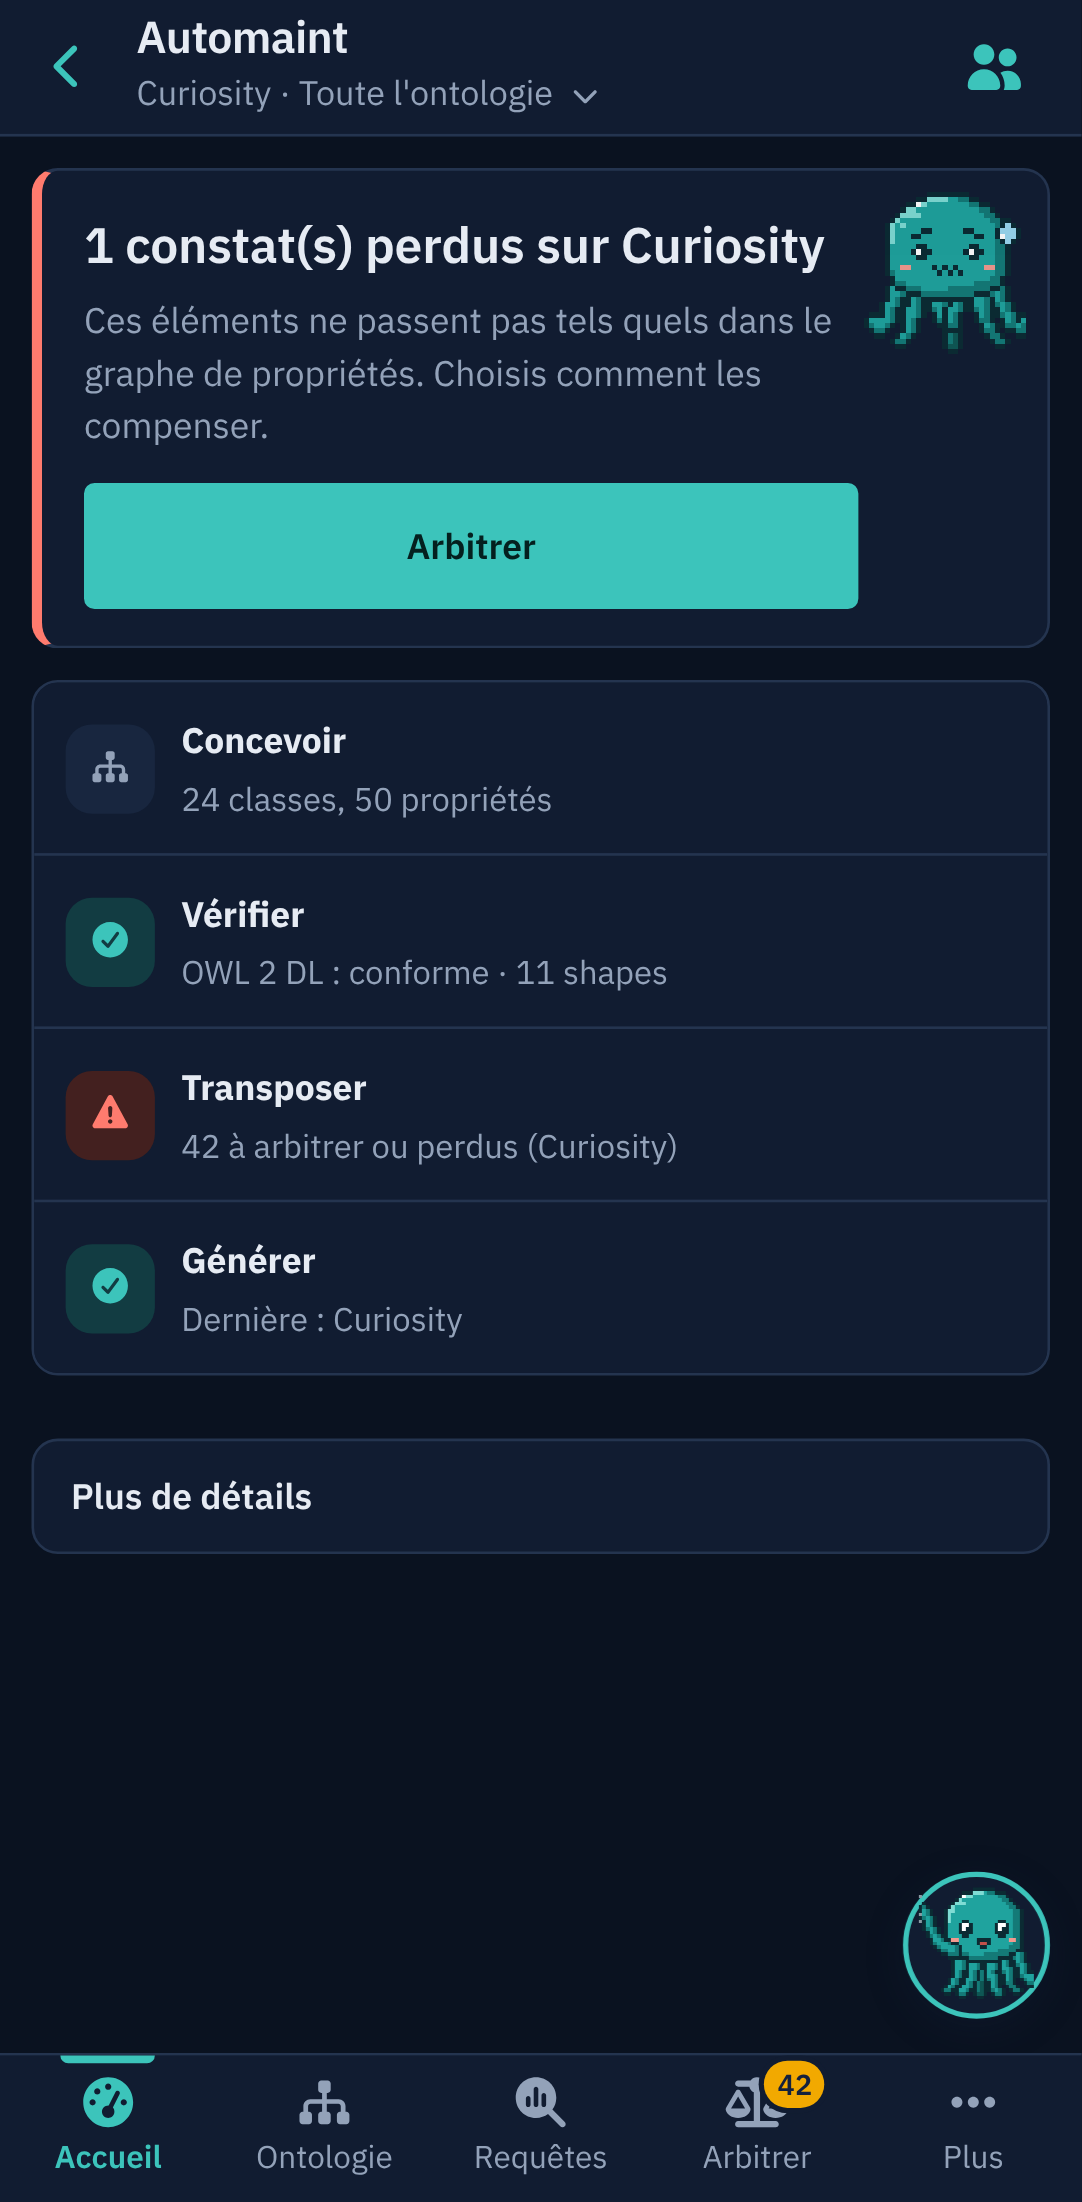 Automaint
Curiosity · Toute l'ontologie
1 constat(s) perdus sur Curiosity
Ces éléments ne passent pas tels quels dans le
graphe de propriétés. Choisis comment les
compenser.
Arbitrer
Concevoir
24 classes, 50 propriétés
Vérifier
OWL 2 DL : conforme · 11 shapes
Transposer
42 à arbitrer ou perdus (Curiosity)
Générer
Dernière : Curiosity
Plus de détails
42
Accueil
Ontologie
Requêtes
Arbitrer
Plus